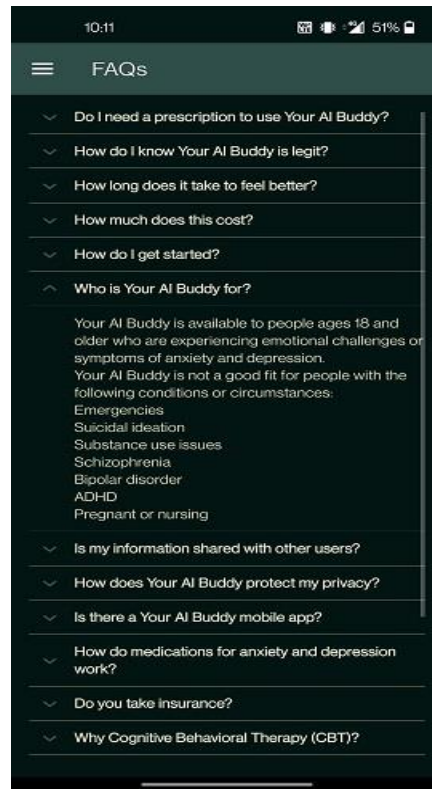 10:11
51%
FAQs
Do I need a prescription to use Your AI Buddy?
How do I know Your AI Buddy is legit?
How long does it take to feel better?
How much does this cost?
How do I get started?
Who is Your AI Buddy for?
Your AI Buddy is available to people ages 18 and
older who are experiencing emotional challenges or
symptoms of anxiety and depression.
Your AI Buddy is not a good fit for people with the
following conditions or circumstances:
Emergencies
Suicidal ideation
Substance use issues
Schizophrenia
Bipolar disorder
ADHD
Pregnant or nursing
Is my information shared with other users?
How does Your AI Buddy protect my privacy?
Is there a Your AI Buddy mobile app?
How do medications for anxiety and depression
work?
Do you take insurance?
Why Cognitive Behavioral Therapy (CBT)?